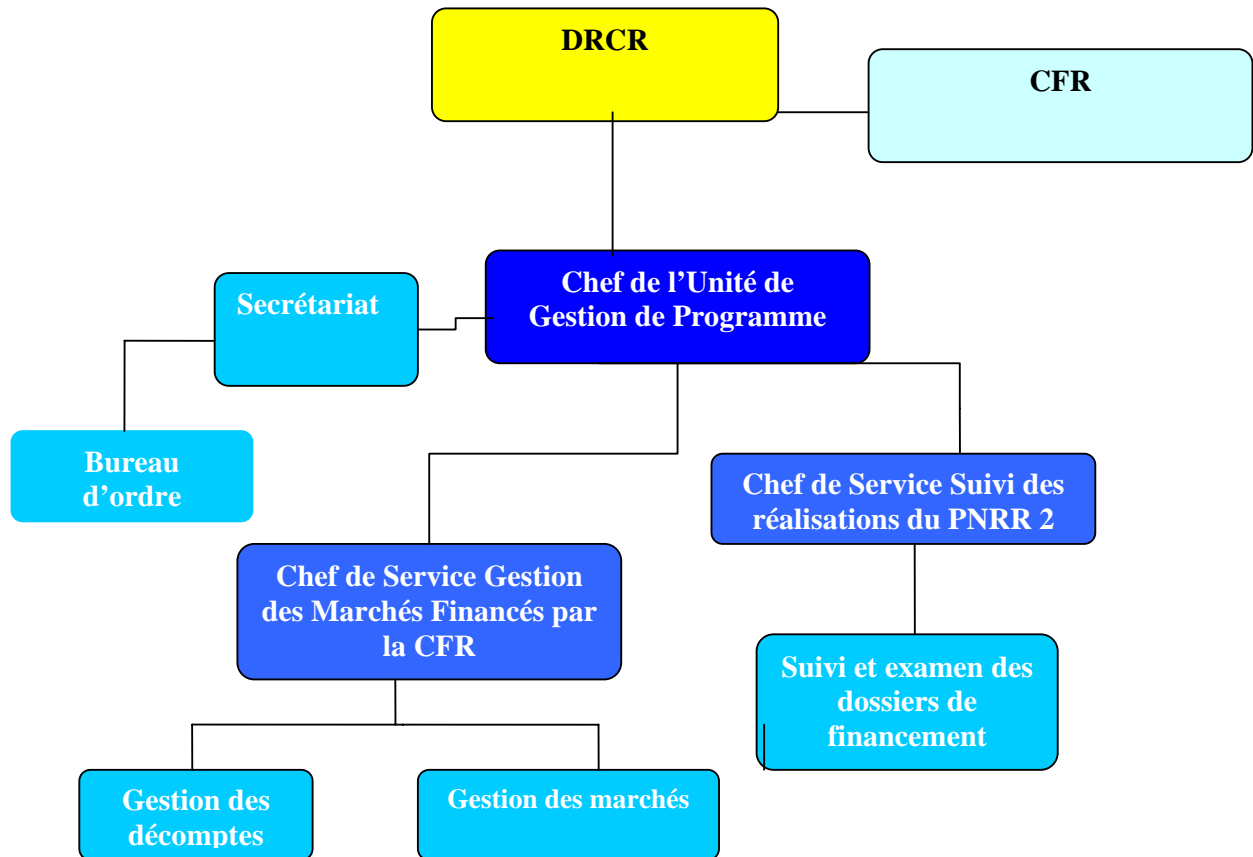 DRCR
CFR
Chef de l’Unité de
Gestion de Programme
Secrétariat
Bureau
d’ordre
Chef de Service Suivi des
réalisations du PNRR 2
Chef de Service Gestion
des Marchés Financés par
la CFR
Suivi et examen des
dossiers de
financement
Gestion des
décomptes
Gestion des marchés